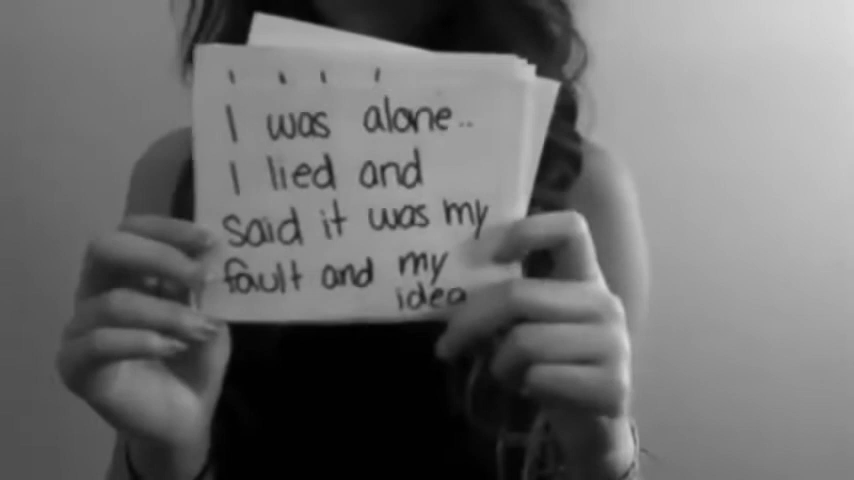 I was alone..
I lied and
said it was my
fault and my
idea